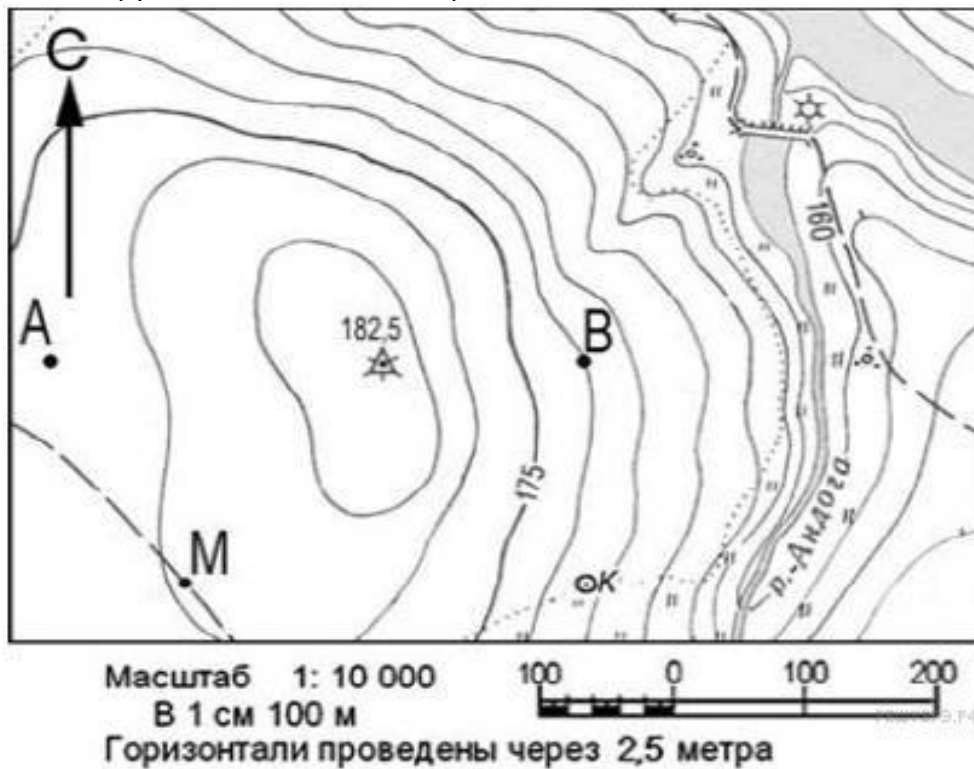 С
А
182,5
В
М
175
К
160
р. Андога
Масштаб 1: 10 000
В 1 см 100 м
100 0 100 200
Горизонтали проведены через 2,5 метра